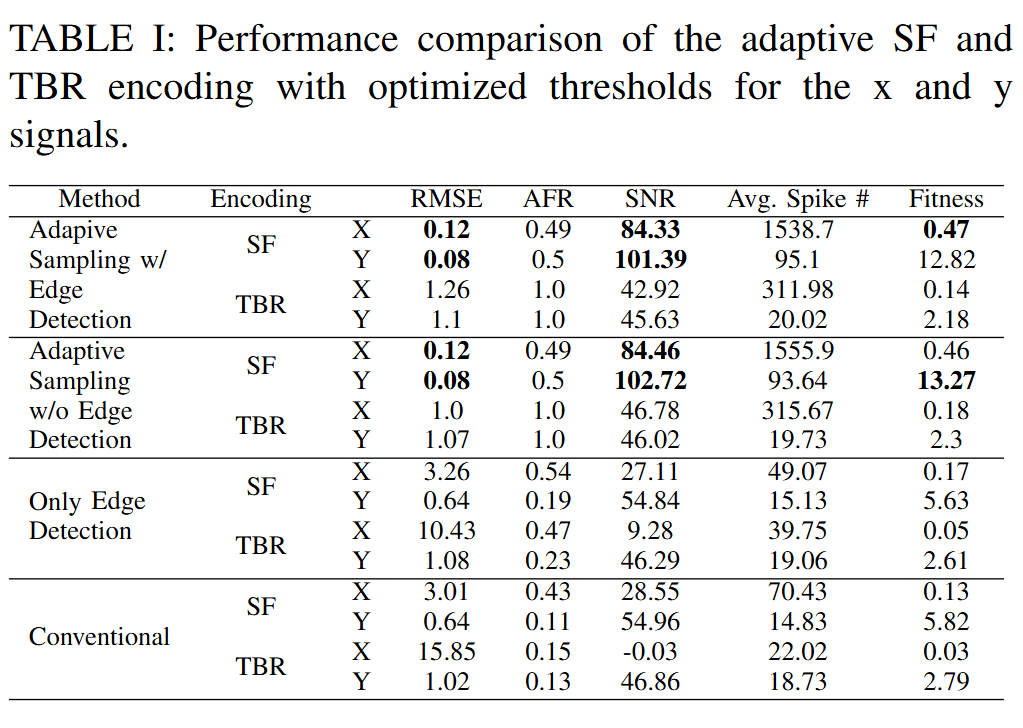 TABLE I: Performance comparison of the adaptive SF and
TBR encoding with optimized thresholds for the x and y
signals.
Method Encoding RMSE AFR SNR Avg. Spike # Fitness
Adapive SF X 0.12 0.49 84.33 1538.7 0.47
Sampling w/ Y 0.08 0.5 101.39 95.1 12.82
Edge TBR X 1.26 1.0 42.92 311.98 0.14
Detection Y 1.1 1.0 45.63 20.02 2.18
Adaptive SF X 0.12 0.49 84.46 1555.9 0.46
Sampling Y 0.08 0.5 102.72 93.64 13.27
w/o Edge TBR X 1.0 1.0 46.78 315.67 0.18
Detection Y 1.07 1.0 46.02 19.73 2.3
SF X 3.26 0.54 27.11 49.07 0.17
Only Edge Y 0.64 0.19 54.84 15.13 5.63
Detection TBR X 10.43 0.47 9.28 39.75 0.05
Y 1.08 0.23 46.29 19.06 2.61
SF X 3.01 0.43 28.55 70.43 0.13
Conventional Y 0.64 0.11 54.96 14.83 5.82
TBR X 15.85 0.15 -0.03 22.02 0.03
Y 1.02 0.13 46.86 18.73 2.79